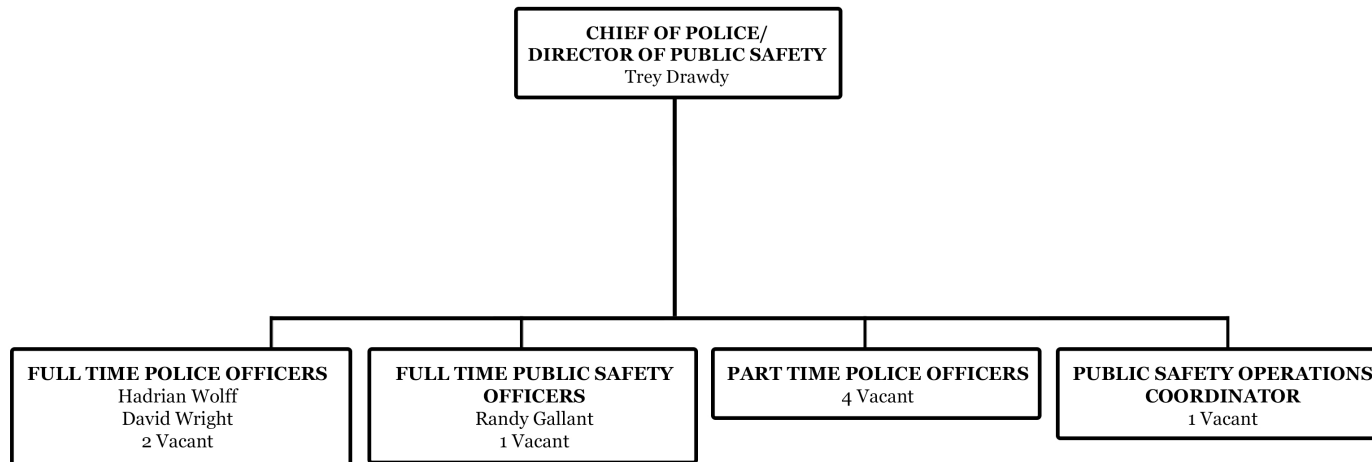 CHIEF OF POLICE/
DIRECTOR OF PUBLIC SAFETY
Trey Drawdy
FULL TIME POLICE OFFICERS
Hadrian Wolff
David Wright
2 Vacant
FULL TIME PUBLIC SAFETY
OFFICERS
Randy Gallant
1 Vacant
PART TIME POLICE OFFICERS
4 Vacant
PUBLIC SAFETY OPERATIONS
COORDINATOR
1 Vacant